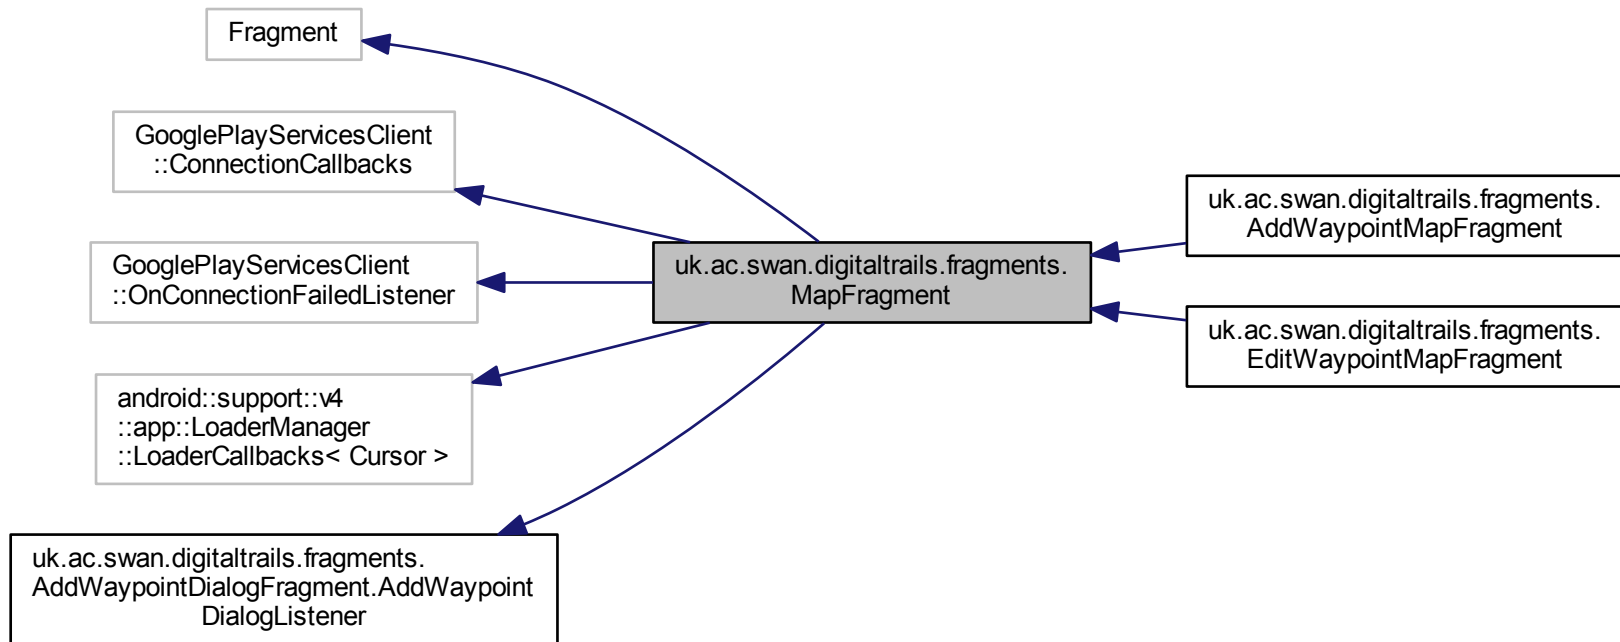 Fragment
GooglePlayServicesClient
::ConnectionCallbacks
GooglePlayServicesClient
::OnConnectionFailedListener
android::support::v4
::app::LoaderManager
::LoaderCallbacks< Cursor >
uk.ac.swan.digitaltrails.fragments.
AddWaypointDialogFragment.AddWaypoint
DialogListener
uk.ac.swan.digitaltrails.fragments.
MapFragment
uk.ac.swan.digitaltrails.fragments.
AddWaypointMapFragment
uk.ac.swan.digitaltrails.fragments.
EditWaypointMapFragment